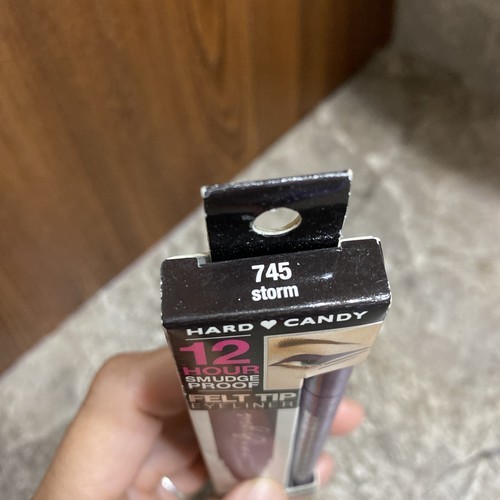 745
storm
HARD ♥ CANDY
12
HOUR
SMUDGE
PROOF
FELT TIP
EYELINER